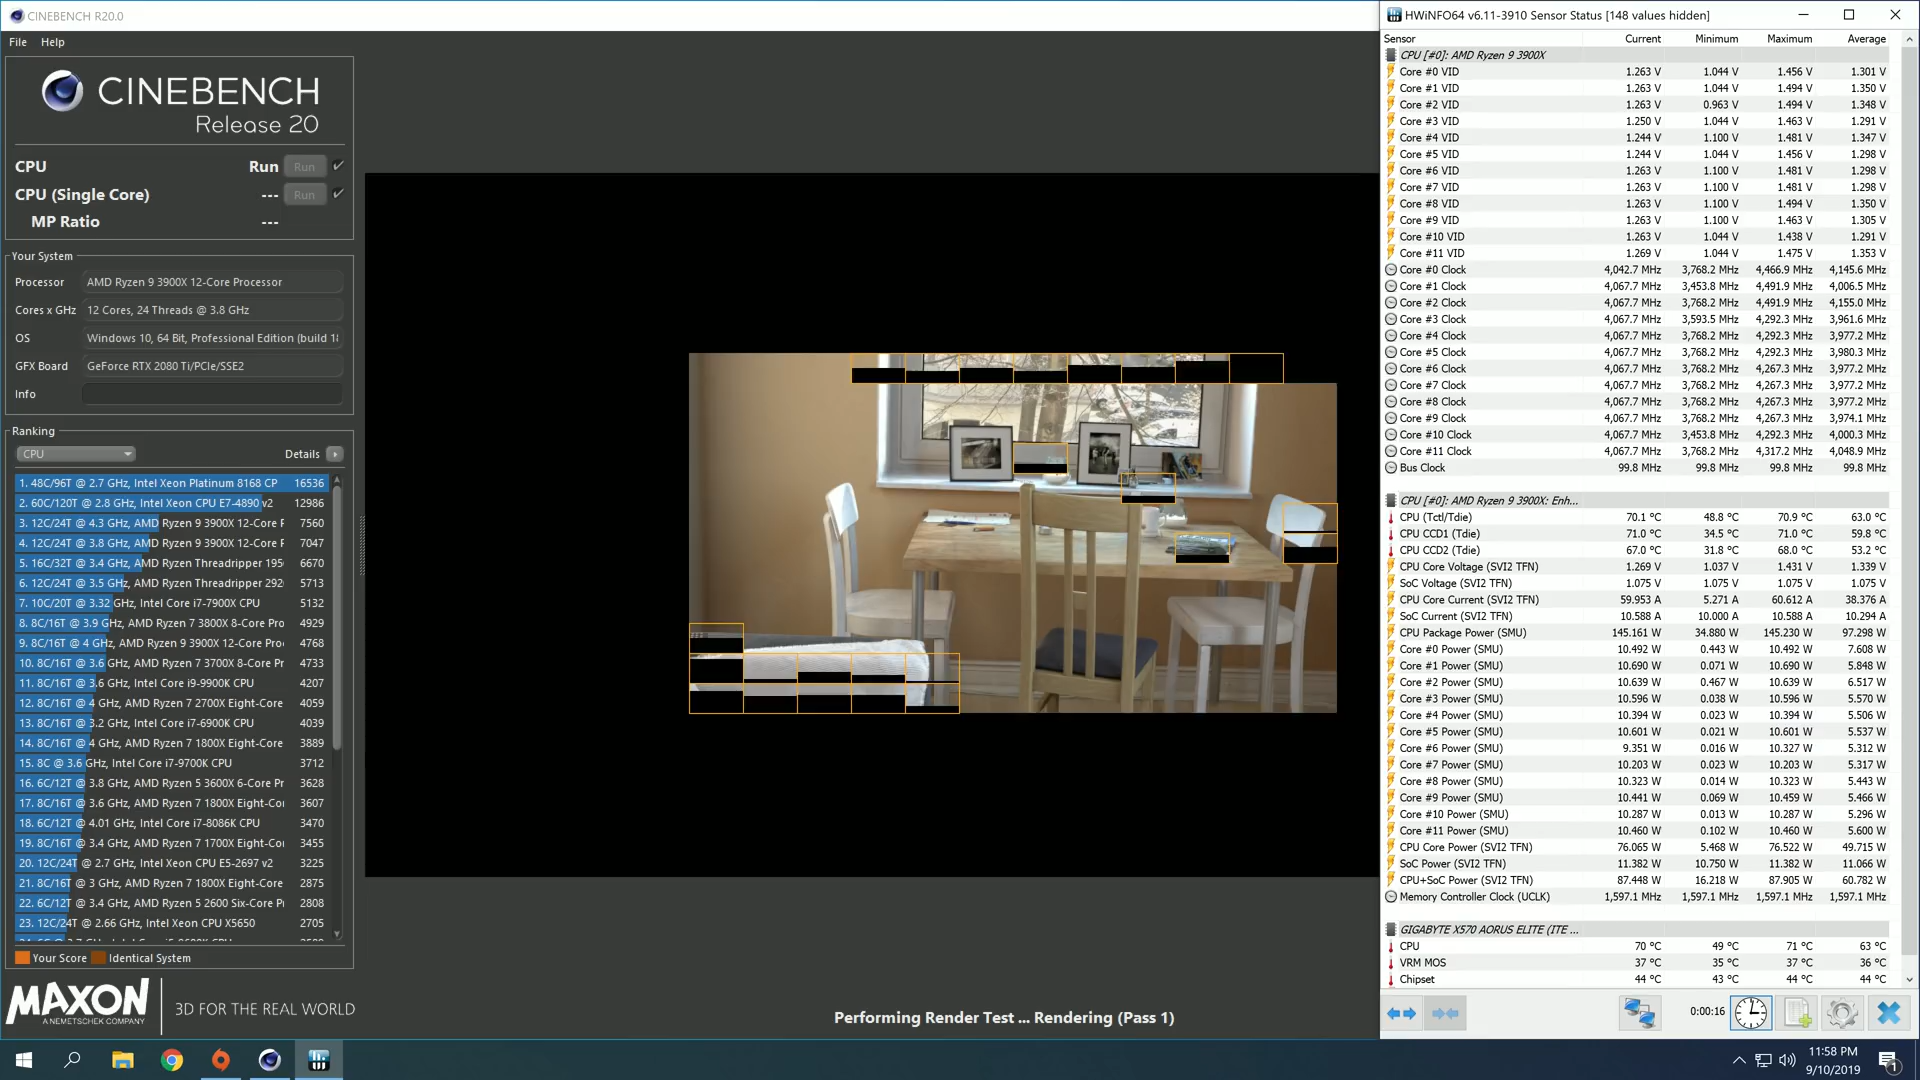 CINEBENCH R20.0
File Help
CINEBENCH
Release 20
CPU Run Run
CPU (Single Core) --- Run
MP Ratio ---
Your System
Processor AMD Ryzen 9 3900X 12-Core Processor
Cores x GHz 12 Cores, 24 Threads @ 3.8 GHz
OS Windows 10, 64 Bit, Professional Edition (build 18
GFX Board GeForce RTX 2080 Ti/PCIe/SSE2
Info
Ranking
CPU Details
1. 48C/96T @ 2.7 GHz, Intel Xeon Platinum 8168 CP 16536
2. 60C/120T @ 2.8 GHz, Intel Xeon CPU E7-4890 v2 12986
3. 12C/24T @ 4.3 GHz, AMD Ryzen 9 3900X 12-Core P 7560
4. 12C/24T @ 3.8 GHz, AMD Ryzen 9 3900X 12-Core P 7047
5. 16C/32T @ 3.4 GHz, AMD Ryzen Threadripper 195 6670
6. 12C/24T @ 3.5 GHz, AMD Ryzen Threadripper 292 5713
7. 10C/20T @ 3.32 GHz, Intel Core i7-7900X CPU 5132
8. 8C/16T @ 3.9 GHz, AMD Ryzen 7 3800X 8-Core Pro 4929
9. 8C/16T @ 4 GHz, AMD Ryzen 9 3900X 12-Core Proc 4768
10. 8C/16T @ 3.6 GHz, AMD Ryzen 7 3700X 8-Core Pr 4733
11. 8C/16T @ 3.6 GHz, Intel Core i9-9900K CPU 4207
12. 8C/16T @ 4 GHz, AMD Ryzen 7 2700X Eight-Core 4059
13. 8C/16T @ 3.2 GHz, Intel Core i7-6900K CPU 4039
14. 8C/16T @ 4 GHz, AMD Ryzen 7 1800X Eight-Core 3889
15. 8C @ 3.6 GHz, Intel Core i7-9700K CPU 3712
16. 6C/12T @ 3.8 GHz, AMD Ryzen 5 3600X 6-Core Pr 3628
17. 8C/16T @ 3.6 GHz, AMD Ryzen 7 1800X Eight-Cor 3607
18. 6C/12T @ 4.01 GHz, Intel Core i7-8086K CPU 3470
19. 8C/16T @ 3.4 GHz, AMD Ryzen 7 1700X Eight-Cor 3455
20. 12C/24T @ 2.7 GHz, Intel Xeon CPU E5-2697 v2 3225
21. 8C/16T @ 3 GHz, AMD Ryzen 7 1800X Eight-Core 2875
22. 6C/12T @ 3.4 GHz, AMD Ryzen 5 2600 Six-Core P 2808
23. 12C/24T @ 2.66 GHz, Intel Xeon CPU X5650 2705
Your Score Identical System
MAXON
A NEMETSCHEK COMPANY
3D FOR THE REAL WORLD
Performing Render Test ... Rendering (Pass 1)
HWiNFO64 v6.11-3910 Sensor Status [148 values hidden]
Sensor Current Minimum Maximum Average
CPU [#0]: AMD Ryzen 9 3900X
Core #0 VID 1.263 V 1.044 V 1.456 V 1.301 V
Core #1 VID 1.263 V 1.044 V 1.494 V 1.350 V
Core #2 VID 1.263 V 0.963 V 1.494 V 1.348 V
Core #3 VID 1.250 V 1.044 V 1.463 V 1.291 V
Core #4 VID 1.244 V 1.100 V 1.481 V 1.347 V
Core #5 VID 1.244 V 1.044 V 1.456 V 1.298 V
Core #6 VID 1.263 V 1.100 V 1.481 V 1.298 V
Core #7 VID 1.263 V 1.100 V 1.481 V 1.298 V
Core #8 VID 1.263 V 1.100 V 1.494 V 1.350 V
Core #9 VID 1.263 V 1.100 V 1.463 V 1.305 V
Core #10 VID 1.263 V 1.044 V 1.438 V 1.291 V
Core #11 VID 1.269 V 1.044 V 1.475 V 1.353 V
Core #0 Clock 4,042.7 MHz 3,768.2 MHz 4,466.9 MHz 4,145.6 MHz
Core #1 Clock 4,067.7 MHz 3,453.8 MHz 4,491.9 MHz 4,006.5 MHz
Core #2 Clock 4,067.7 MHz 3,768.2 MHz 4,491.9 MHz 4,155.0 MHz
Core #3 Clock 4,067.7 MHz 3,593.5 MHz 4,292.3 MHz 3,961.6 MHz
Core #4 Clock 4,067.7 MHz 3,768.2 MHz 4,292.3 MHz 3,977.2 MHz
Core #5 Clock 4,067.7 MHz 3,768.2 MHz 4,292.3 MHz 3,980.3 MHz
Core #6 Clock 4,067.7 MHz 3,768.2 MHz 4,267.3 MHz 3,977.2 MHz
Core #7 Clock 4,067.7 MHz 3,768.2 MHz 4,267.3 MHz 3,977.2 MHz
Core #8 Clock 4,067.7 MHz 3,768.2 MHz 4,267.3 MHz 3,977.2 MHz
Core #9 Clock 4,067.7 MHz 3,768.2 MHz 4,267.3 MHz 3,974.1 MHz
Core #10 Clock 4,067.7 MHz 3,453.8 MHz 4,292.3 MHz 4,000.3 MHz
Core #11 Clock 4,067.7 MHz 3,768.2 MHz 4,317.2 MHz 4,048.9 MHz
Bus Clock 99.8 MHz 99.8 MHz 99.8 MHz 99.8 MHz
CPU [#0]: AMD Ryzen 9 3900X: Enh...
CPU (Tctl/Tdie) 70.1 °C 48.8 °C 70.9 °C 63.0 °C
CPU CCD1 (Tdie) 71.0 °C 34.5 °C 71.0 °C 59.8 °C
CPU CCD2 (Tdie) 67.0 °C 31.8 °C 68.0 °C 53.2 °C
CPU Core Voltage (SVI2 TFN) 1.269 V 1.037 V 1.431 V 1.339 V
SoC Voltage (SVI2 TFN) 1.075 V 1.075 V 1.075 V 1.075 V
CPU Core Current (SVI2 TFN) 59.953 A 5.271 A 60.612 A 38.376 A
SoC Current (SVI2 TFN) 10.588 A 10.000 A 10.588 A 10.294 A
CPU Package Power (SMU) 145.161 W 34.880 W 145.230 W 97.298 W
Core #0 Power (SMU) 10.492 W 0.443 W 10.492 W 7.608 W
Core #1 Power (SMU) 10.690 W 0.071 W 10.690 W 5.848 W
Core #2 Power (SMU) 10.639 W 0.467 W 10.639 W 6.517 W
Core #3 Power (SMU) 10.596 W 0.038 W 10.596 W 5.570 W
Core #4 Power (SMU) 10.394 W 0.023 W 10.394 W 5.506 W
Core #5 Power (SMU) 10.601 W 0.021 W 10.601 W 5.537 W
Core #6 Power (SMU) 9.351 W 0.016 W 10.327 W 5.312 W
Core #7 Power (SMU) 10.203 W 0.023 W 10.203 W 5.317 W
Core #8 Power (SMU) 10.323 W 0.014 W 10.323 W 5.443 W
Core #9 Power (SMU) 10.441 W 0.069 W 10.459 W 5.466 W
Core #10 Power (SMU) 10.287 W 0.013 W 10.287 W 5.296 W
Core #11 Power (SMU) 10.460 W 0.102 W 10.460 W 5.600 W
CPU Core Power (SVI2 TFN) 76.065 W 5.468 W 76.522 W 49.715 W
SoC Power (SVI2 TFN) 11.382 W 10.750 W 11.382 W 11.066 W
CPU+SoC Power (SVI2 TFN) 87.448 W 16.218 W 87.905 W 60.782 W
Memory Controller Clock (UCLK) 1,597.1 MHz 1,597.1 MHz 1,597.1 MHz 1,597.1 MHz
GIGABYTE X570 AORUS ELITE (ITE ...
CPU 70 °C 49 °C 71 °C 63 °C
VRM MOS 37 °C 35 °C 37 °C 36 °C
Chipset 44 °C 43 °C 44 °C 44 °C
0:00:16
11:58 PM
9/10/2019
1